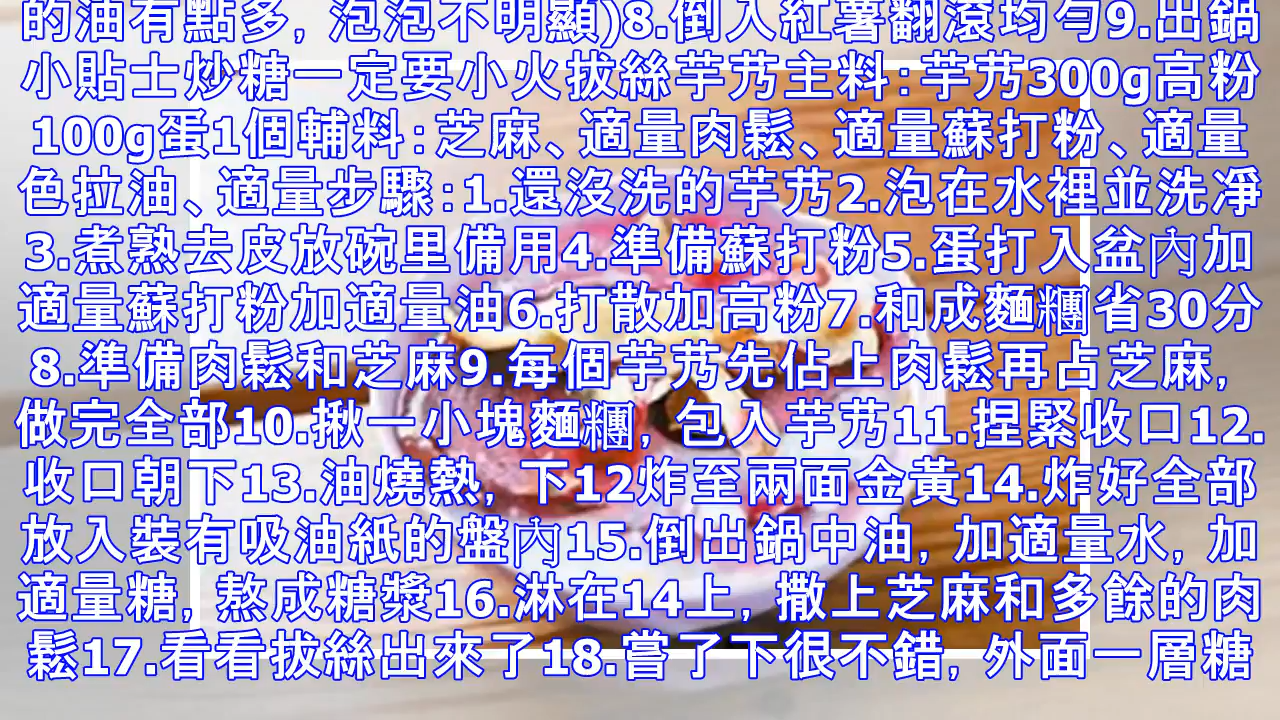 的油有點多, 泡泡不明顯)8.倒入紅薯翻滾均勻9.出鍋
小貼士炒糖一定要小火拔絲芋艿主料:芋艿300g高粉
100g蛋1個輔料:芝麻、適量肉鬆、適量蘇打粉、適量
色拉油、適量步驟:1.還沒洗的芋艿2.泡在水裡並洗凈
3.煮熟去皮放碗里備用4.準備蘇打粉5.蛋打入盆內加
適量蘇打粉加適量油6.打散加高粉7.和成麵糰省30分
8.準備肉鬆和芝麻9.每個芋艿先佔上肉鬆再占芝麻,
做完全部10.揪一小塊麵糰, 包入芋艿11.捏緊收口12.
收口朝下13.油燒熱, 下12炸至兩面金黃14.炸好全部
放入裝有吸油紙的盤內15.倒出鍋中油, 加適量水, 加
適量糖, 熬成糖漿16.淋在14上, 撒上芝麻和多餘的肉
鬆17.看看拔絲出來了18.嘗了下很不錯, 外面一層糖